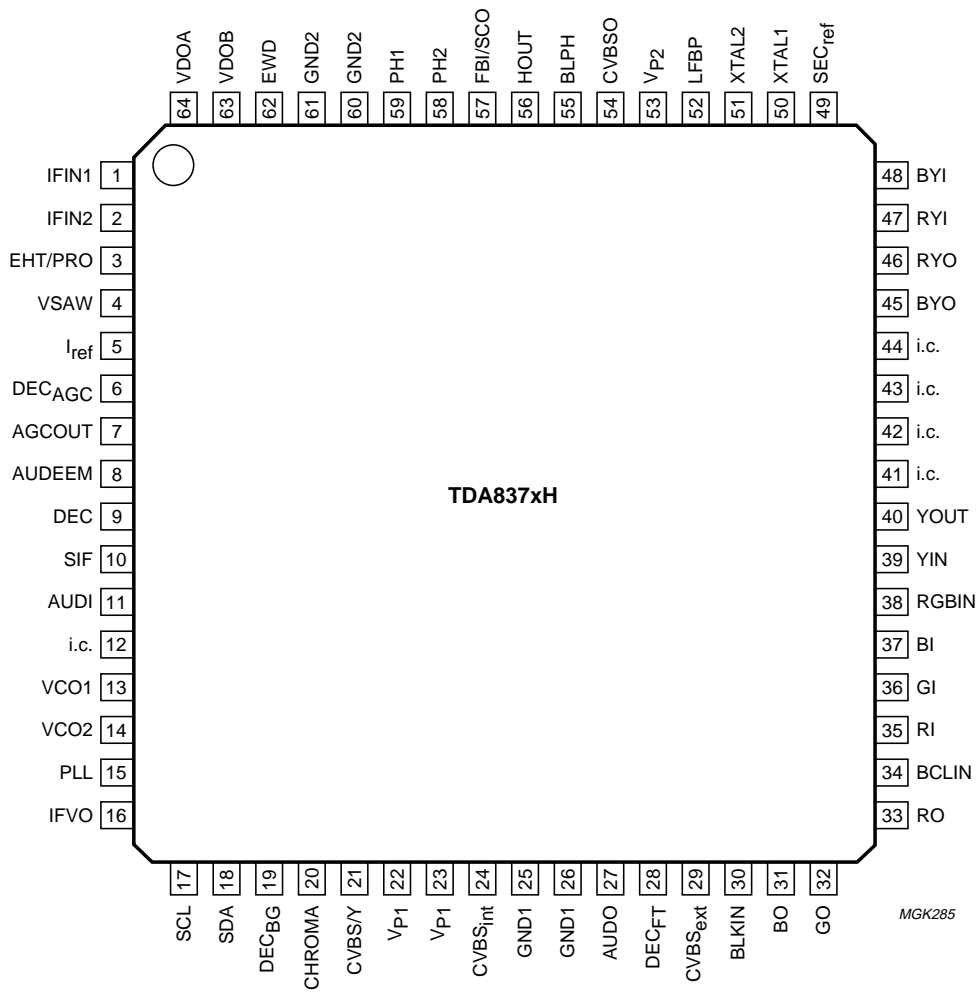 VDOA
VDOB
EWD
GND2
GND2
PH1
PH2
FBI/SCO
HOUT
BLPH
CVBSO
VP2
LFBP
XTAL2
XTAL1
SECref
64
63
62
61
60
59
58
57
56
55
54
53
52
51
50
49
IFIN1 1
IFIN2 2
EHT/PRO 3
VSAW 4
Iref 5
DECAGC 6
AGCOUT 7
AUDEEM 8
DEC 9
SIF 10
AUDI 11
i.c. 12
VCO1 13
VCO2 14
PLL 15
IFVO 16
TDA837xH
48 BYI
47 RYI
46 RYO
45 BYO
44 i.c.
43 i.c.
42 i.c.
41 i.c.
40 YOUT
39 YIN
38 RGBIN
37 BI
36 GI
35 RI
34 BCLIN
33 RO
17
18
19
20
21
22
23
24
25
26
27
28
29
30
31
32
SCL
SDA
DECBG
CHROMA
CVBS/Y
VP1
VP1
CVBSint
GND1
GND1
AUDO
DECFT
CVBSext
BLKIN
BO
GO
MGK285